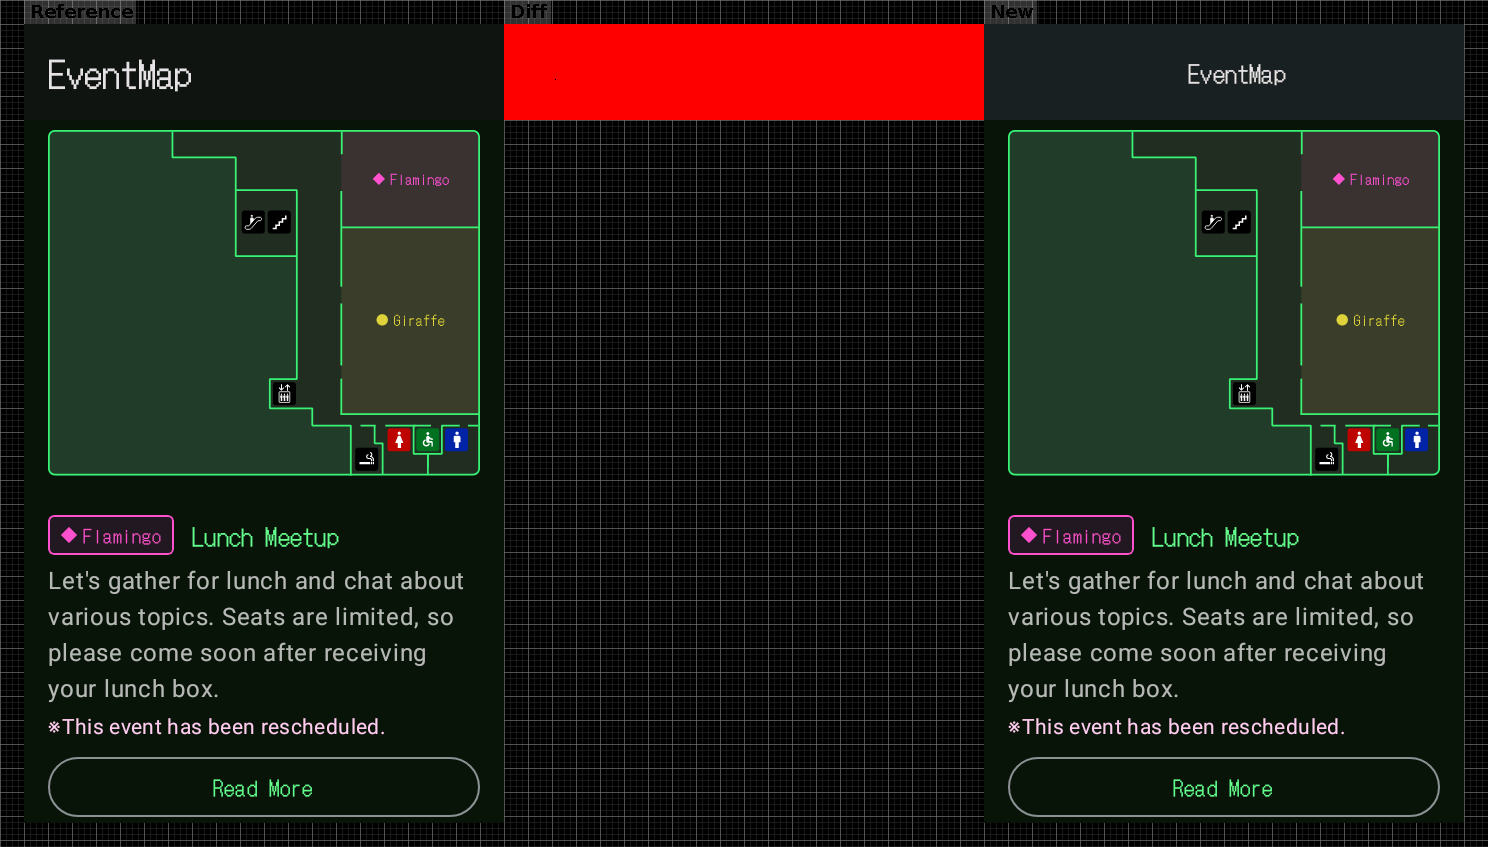 Reference
Diff
New
EventMap
Flamingo
Giraffe
Flamingo Lunch Meetup
Let's gather for lunch and chat about
various topics. Seats are limited, so
please come soon after receiving
your lunch box.
※This event has been rescheduled.
Read More
EventMap
Flamingo
Giraffe
Flamingo Lunch Meetup
Let's gather for lunch and chat about
various topics. Seats are limited, so
please come soon after receiving
your lunch box.
※This event has been rescheduled.
Read More